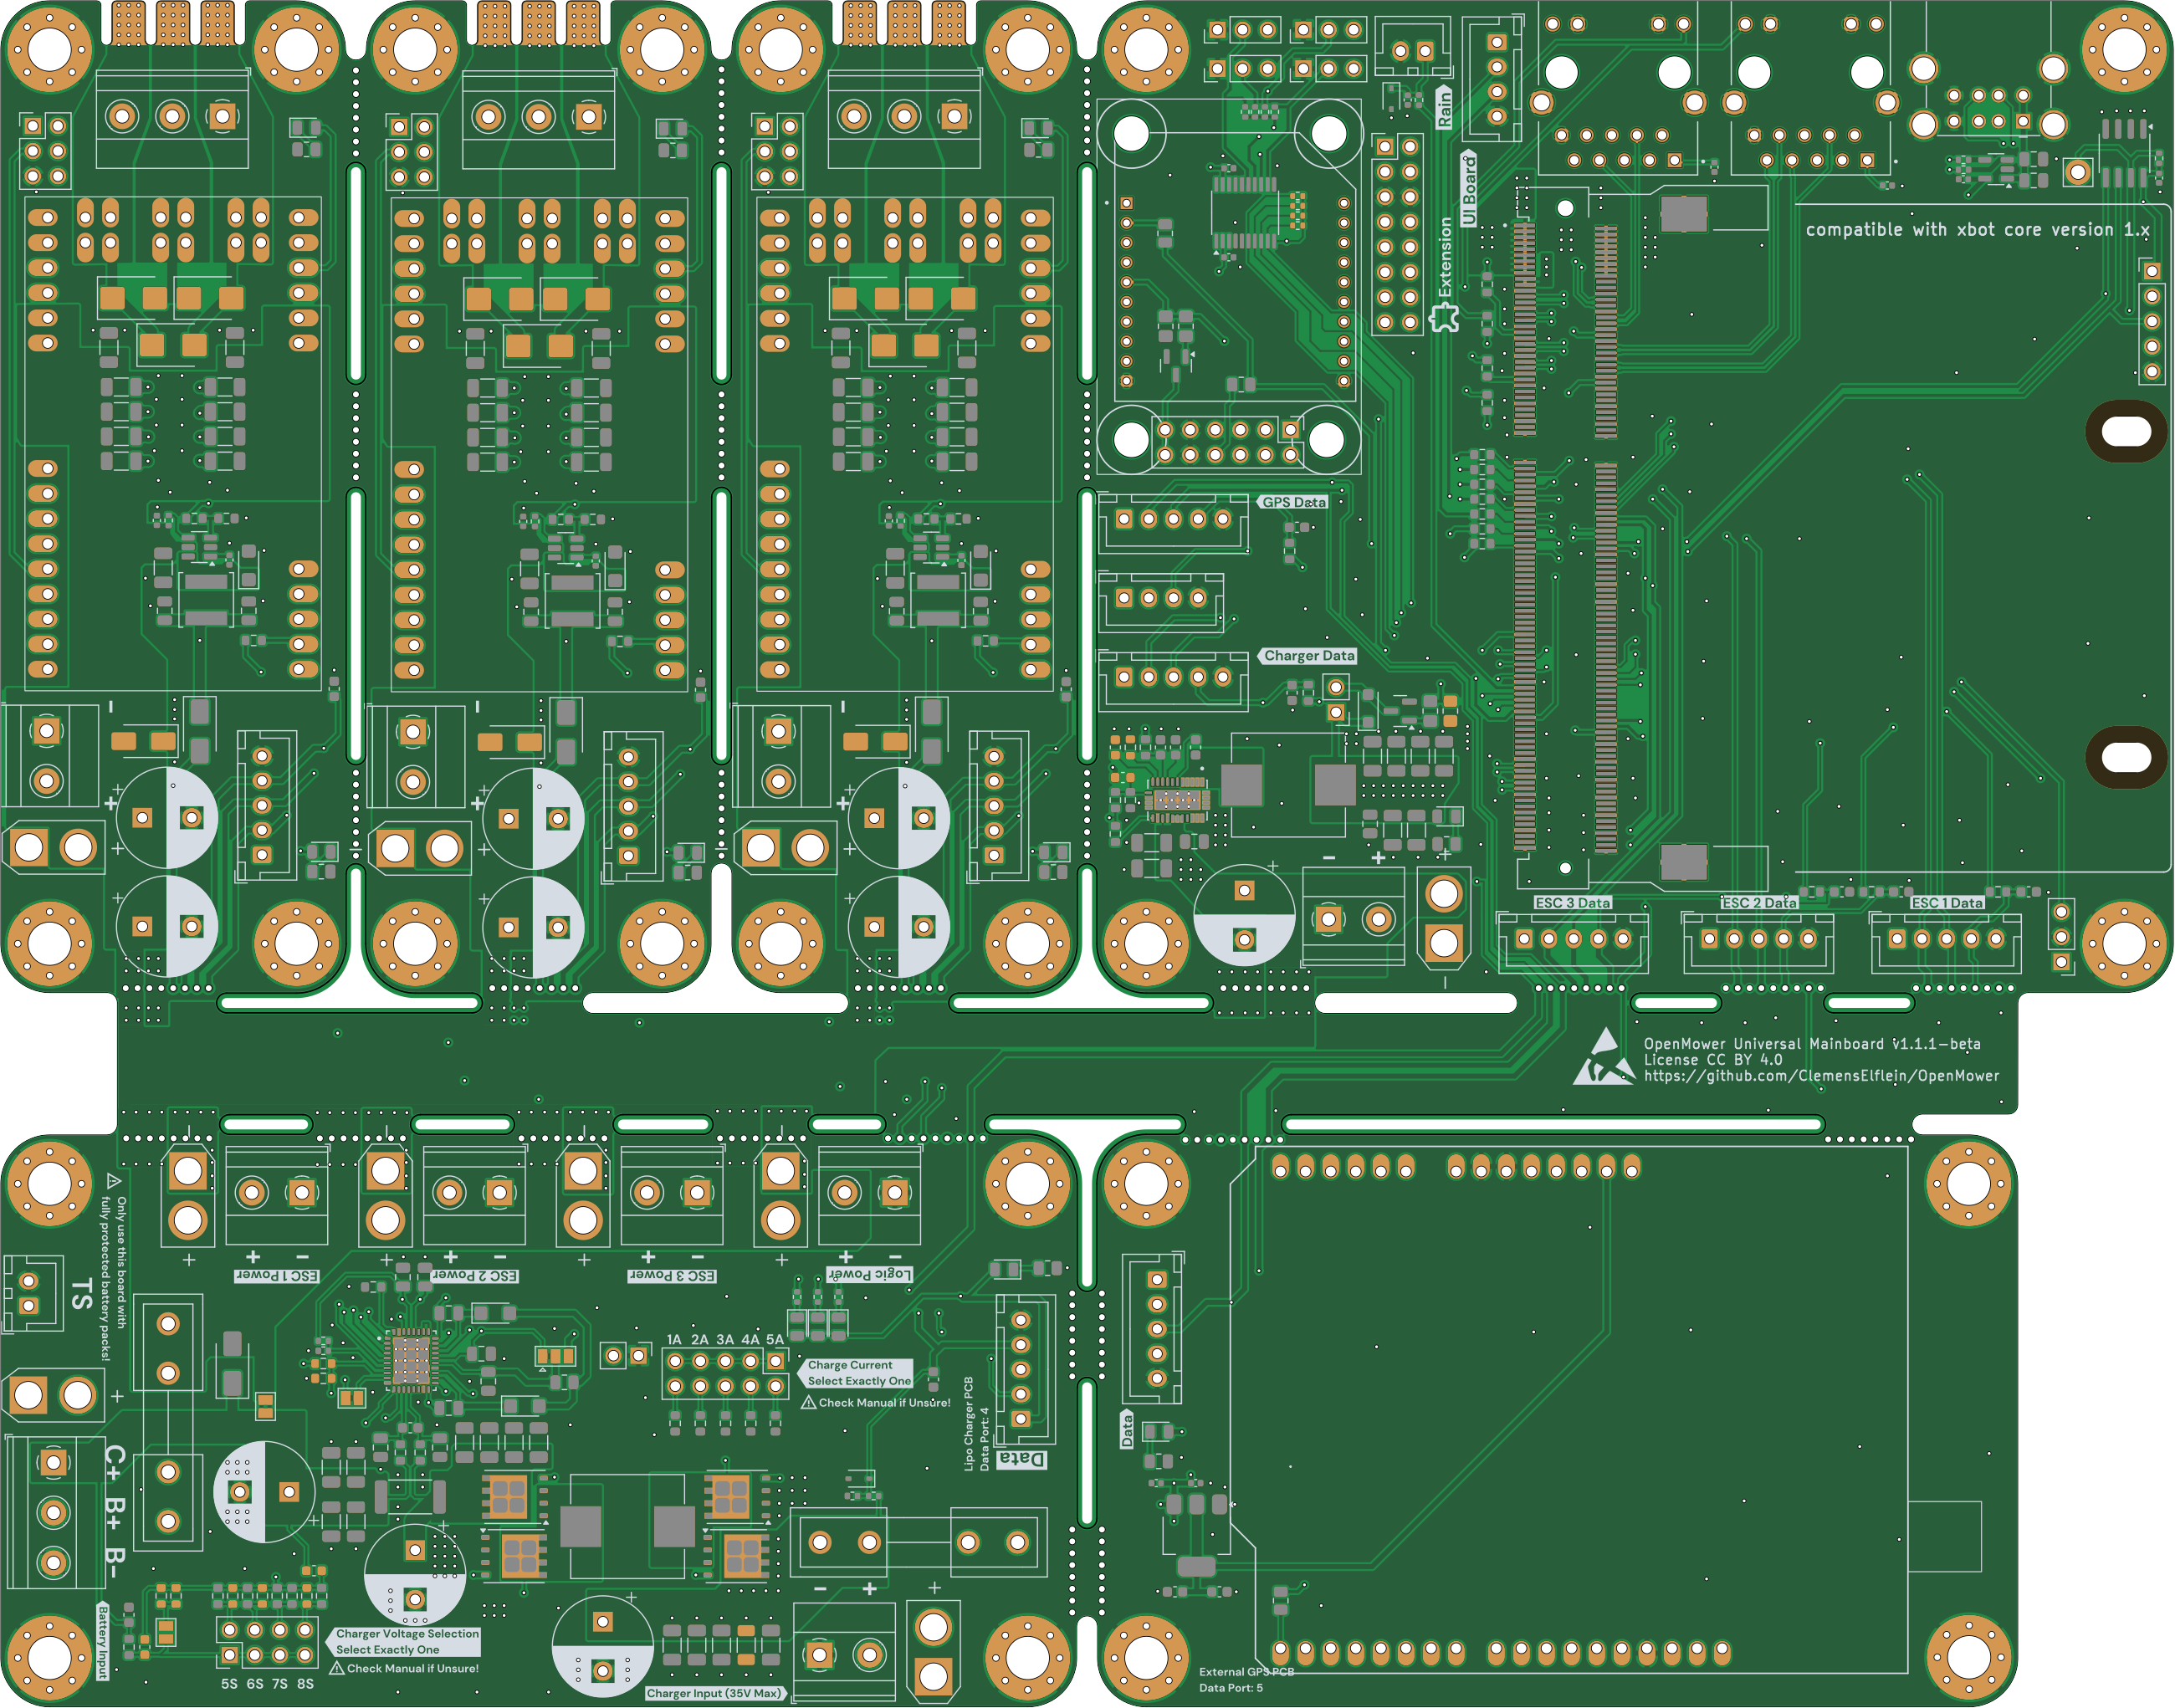 Rain
UI Board
Extension
compatible with xbot core version 1.x
GPS Data
Charger Data
- - -
+ + +
- +
ESC 3 Data
ESC 2 Data
ESC 1 Data
OpenMower Universal Mainboard v1.1.1-beta
License CC BY 4.0
https://github.com/ClemensElflein/OpenMower
Only use this board with
fully protected battery packs!
TS
+ -
ESC 1 Power
+ -
ESC 2 Power
+ -
ESC 3 Power
+ -
Logic Power
1A 2A 3A 4A 5A
Charge Current
Select Exactly One
Check Manual if Unsure!
Lipo Charger PCB
Data Port: 4
Data
Data
C+ B+ B-
Battery Input
Charger Voltage Selection
Select Exactly One
Check Manual if Unsure!
5S 6S 7S 8S
- +
Charger Input (35V Max)
External GPS PCB
Data Port: 5